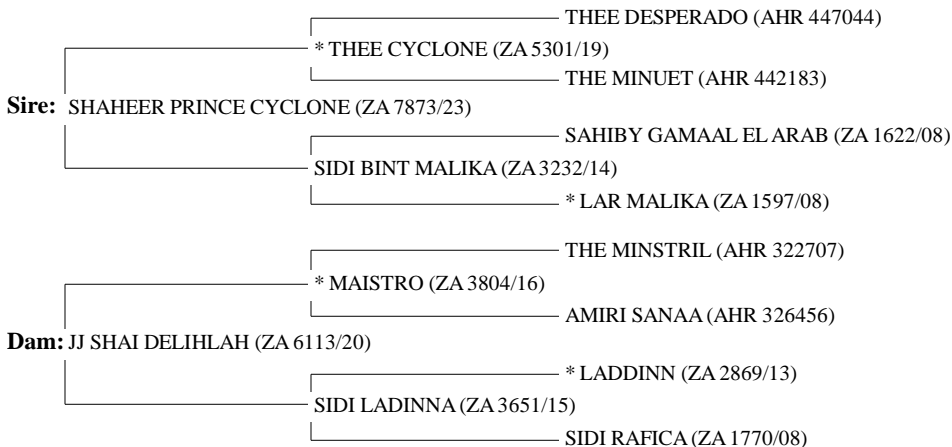 THEE DESPERADO (AHR 447044)
* THEE CYCLONE (ZA 5301/19)
THE MINUET (AHR 442183)
Sire: SHAHEER PRINCE CYCLONE (ZA 7873/23)
SAHIBY GAMAAL EL ARAB (ZA 1622/08)
SIDI BINT MALIKA (ZA 3232/14)
* LAR MALIKA (ZA 1597/08)
THE MINSTRIL (AHR 322707)
* MAISTRO (ZA 3804/16)
AMIRI SANAA (AHR 326456)
Dam: JJ SHAI DELIHLAH (ZA 6113/20)
* LADDINN (ZA 2869/13)
SIDI LADINNA (ZA 3651/15)
SIDI RAFICA (ZA 1770/08)